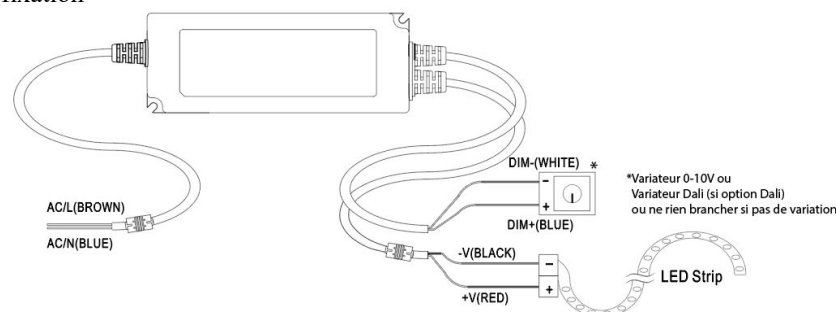 fixation
DIM-(WHITE) *
*Variateur 0-10V ou
Variateur Dali (si option Dali)
ou ne rien brancher si pas de variation
-
+
AC/L(BROWN)
AC/N(BLUE)
DIM+(BLUE)
-V(BLACK)
-
+
LED Strip
+V(RED)